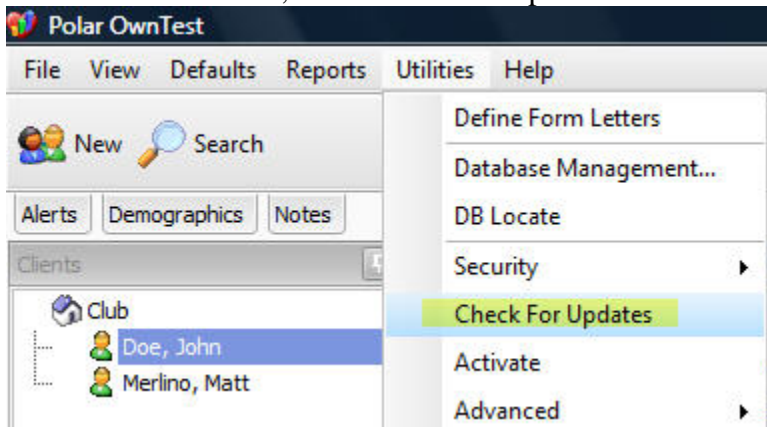 Polar OwnTest
File View Defaults Reports Utilities Help
New Search
Alerts Demographics Notes
Clients
Club
Doe, John
Merlino, Matt
Define Form Letters
Database Management...
DB Locate
Security
Check For Updates
Activate
Advanced